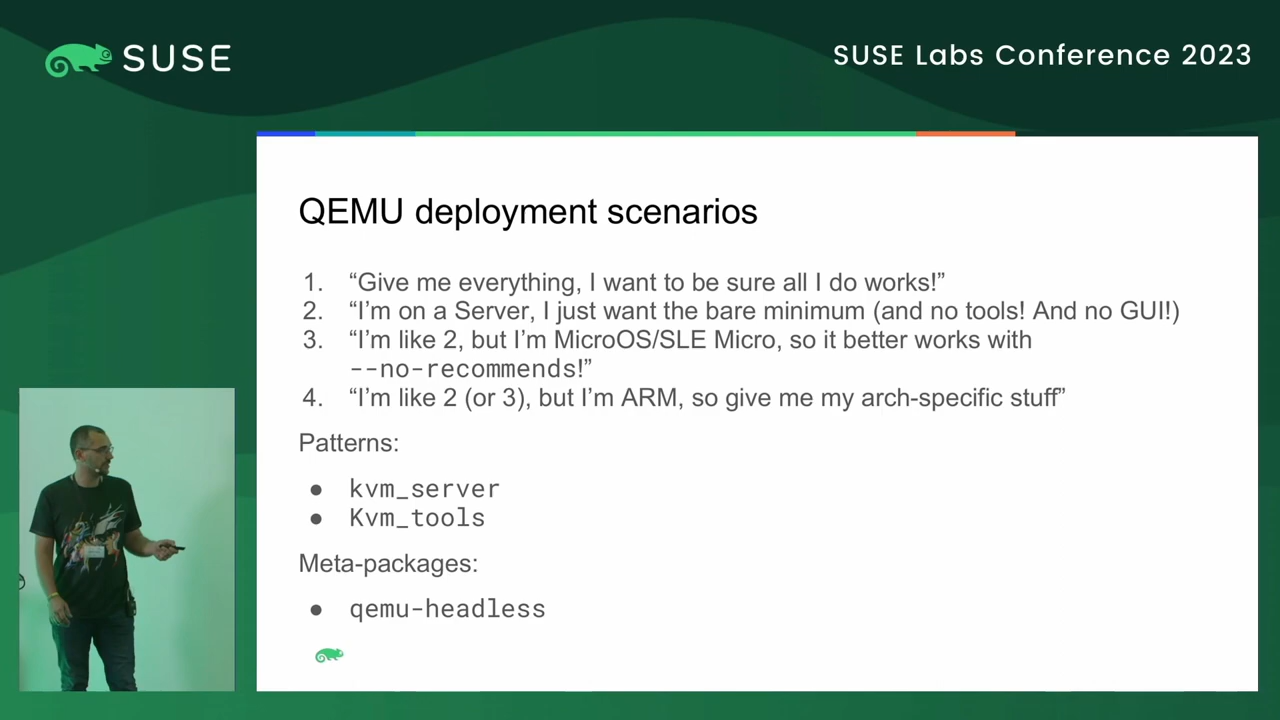 SUSE
SUSE Labs Conference 2023
QEMU deployment scenarios
1. “Give me everything, I want to be sure all I do works!”
2. “I’m on a Server, I just want the bare minimum (and no tools! And no GUI!)
3. “I’m like 2, but I’m MicroOS/SLE Micro, so it better works with
--no-recommends!”
4. “I’m like 2 (or 3), but I’m ARM, so give me my arch-specific stuff”
Patterns:
● kvm_server
● Kvm_tools
Meta-packages:
● qemu-headless